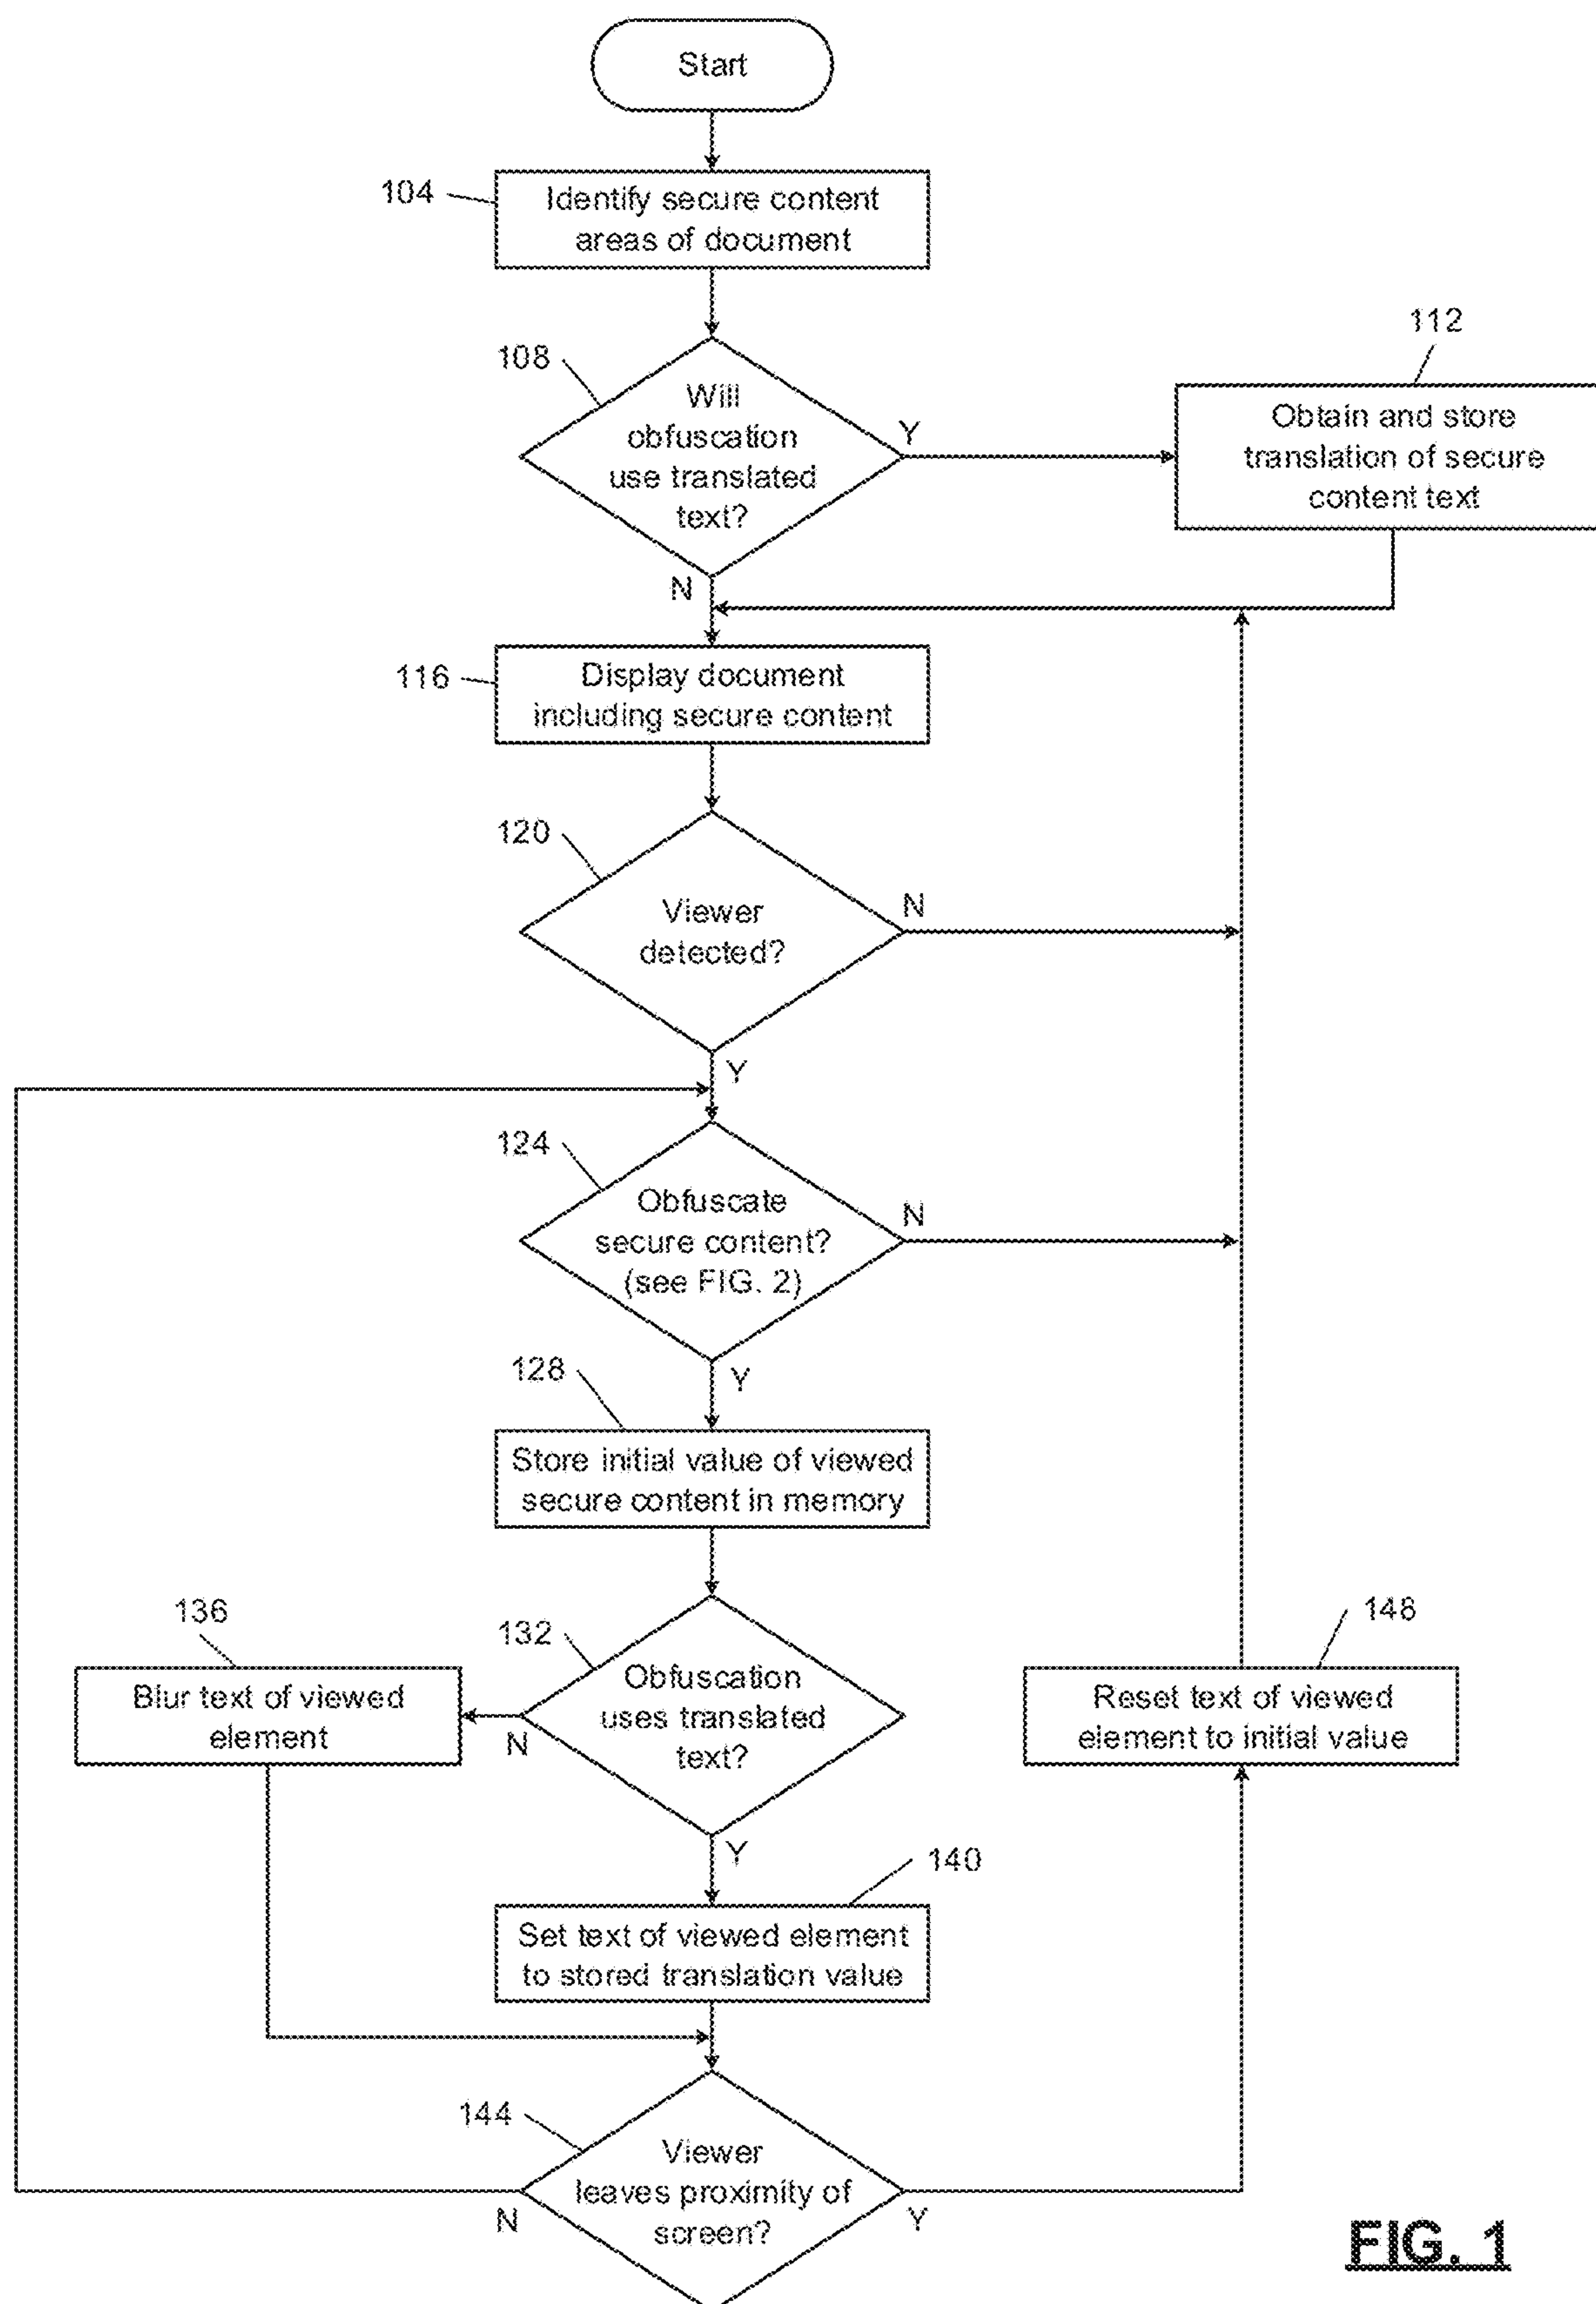 Start
104
Identify secure content
areas of document
108
Will
obfuscation
use translated
text?
Y
N
112
Obtain and store
translation of secure
content text
116
Display document
including secure content
120
Viewer
detected?
N
Y
124
Obfuscate
secure content?
(see FIG. 2)
N
Y
128
Store initial value of viewed
secure content in memory
132
Obfuscation
uses translated
text?
N
Y
136
Blur text of viewed
element
148
Reset text of viewed
element to initial value
140
Set text of viewed element
to stored translation value
144
Viewer
leaves proximity of
screen?
N
Y
FIG. 1